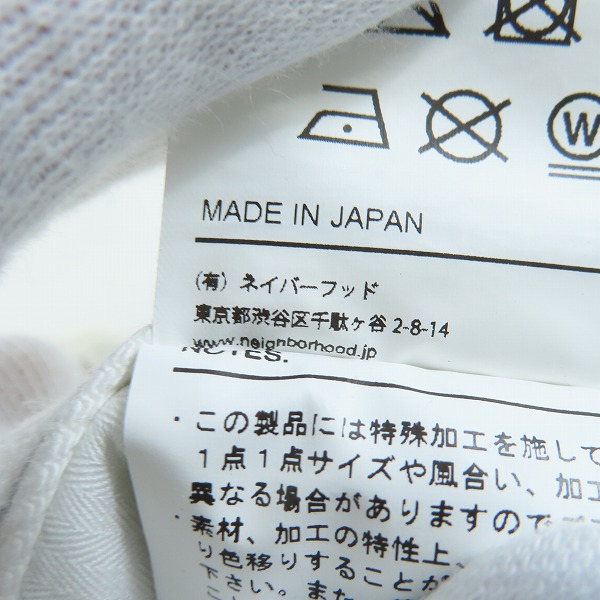 W
MADE IN JAPAN
(有) ネイバーフッド
東京都渋谷区千駄ヶ谷 2-8-14
www.neighborhood.jp
NOTES:
・この製品には特殊加工を施して
1点1点サイズや風合い、加工
異なる場合がありますのでご
・素材、加工の特性上、
り色移りすることが
下さい。また